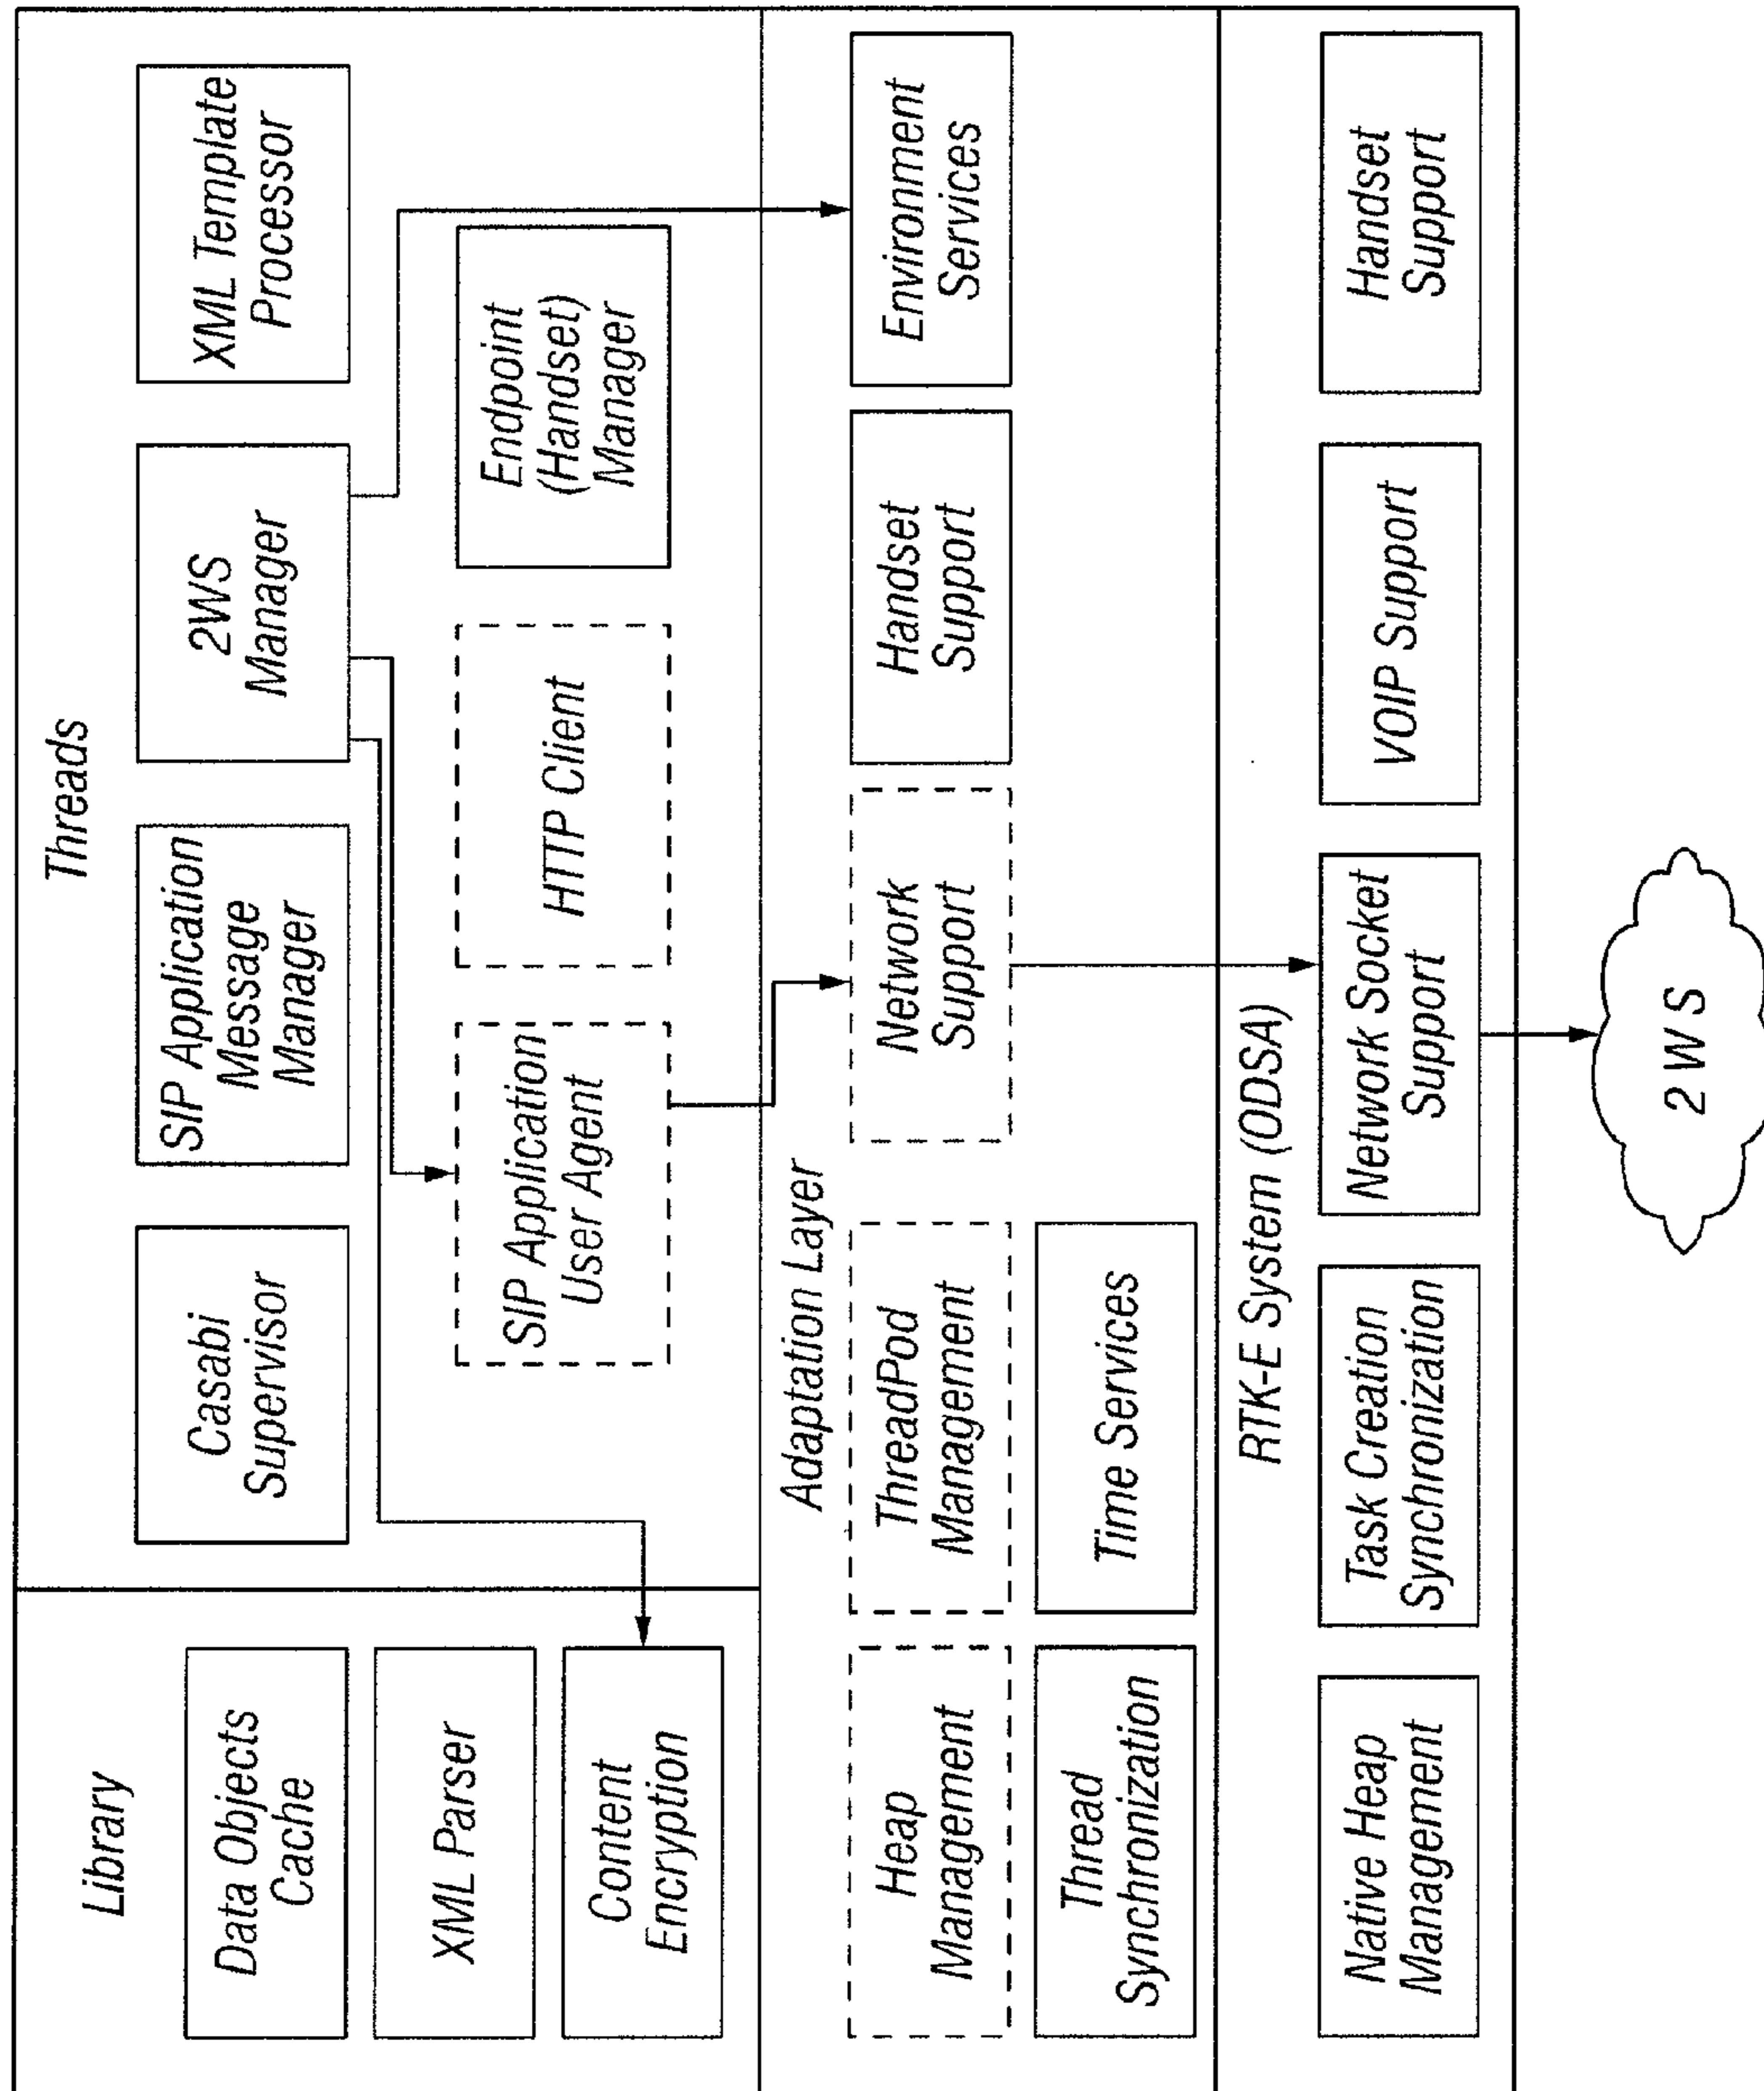 Library
Data Objects
Cache
XML Parser
Content
Encryption
Threads
Casabi
Supervisor
SIP Application
Message
Manager
2WS
Manager
XML Template
Processor
SIP Application
User Agent
HTTP Client
Endpoint
(Handset)
Manager
Adaptation Layer
Heap
Management
ThreadPod
Management
Network
Support
Handset
Support
Environment
Services
Thread
Synchronization
Time Services
RTK-E System (ODSA)
Native Heap
Management
Task Creation
Synchronization
Network Socket
Support
VOIP Support
Handset
Support
2 W S